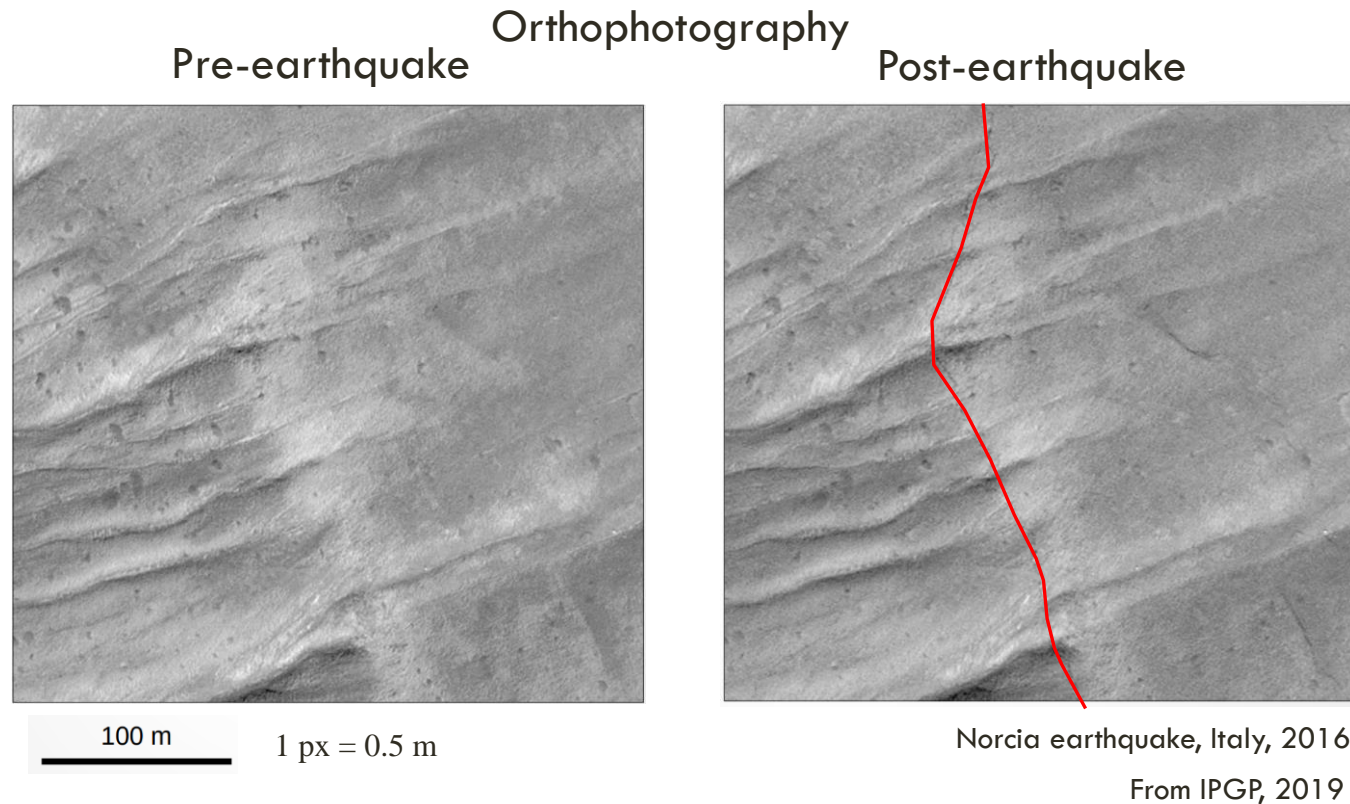 Orthophotography
Pre-earthquake
Post-earthquake
100 m
1 px = 0.5 m
Norcia earthquake, Italy, 2016
From IPGP, 2019